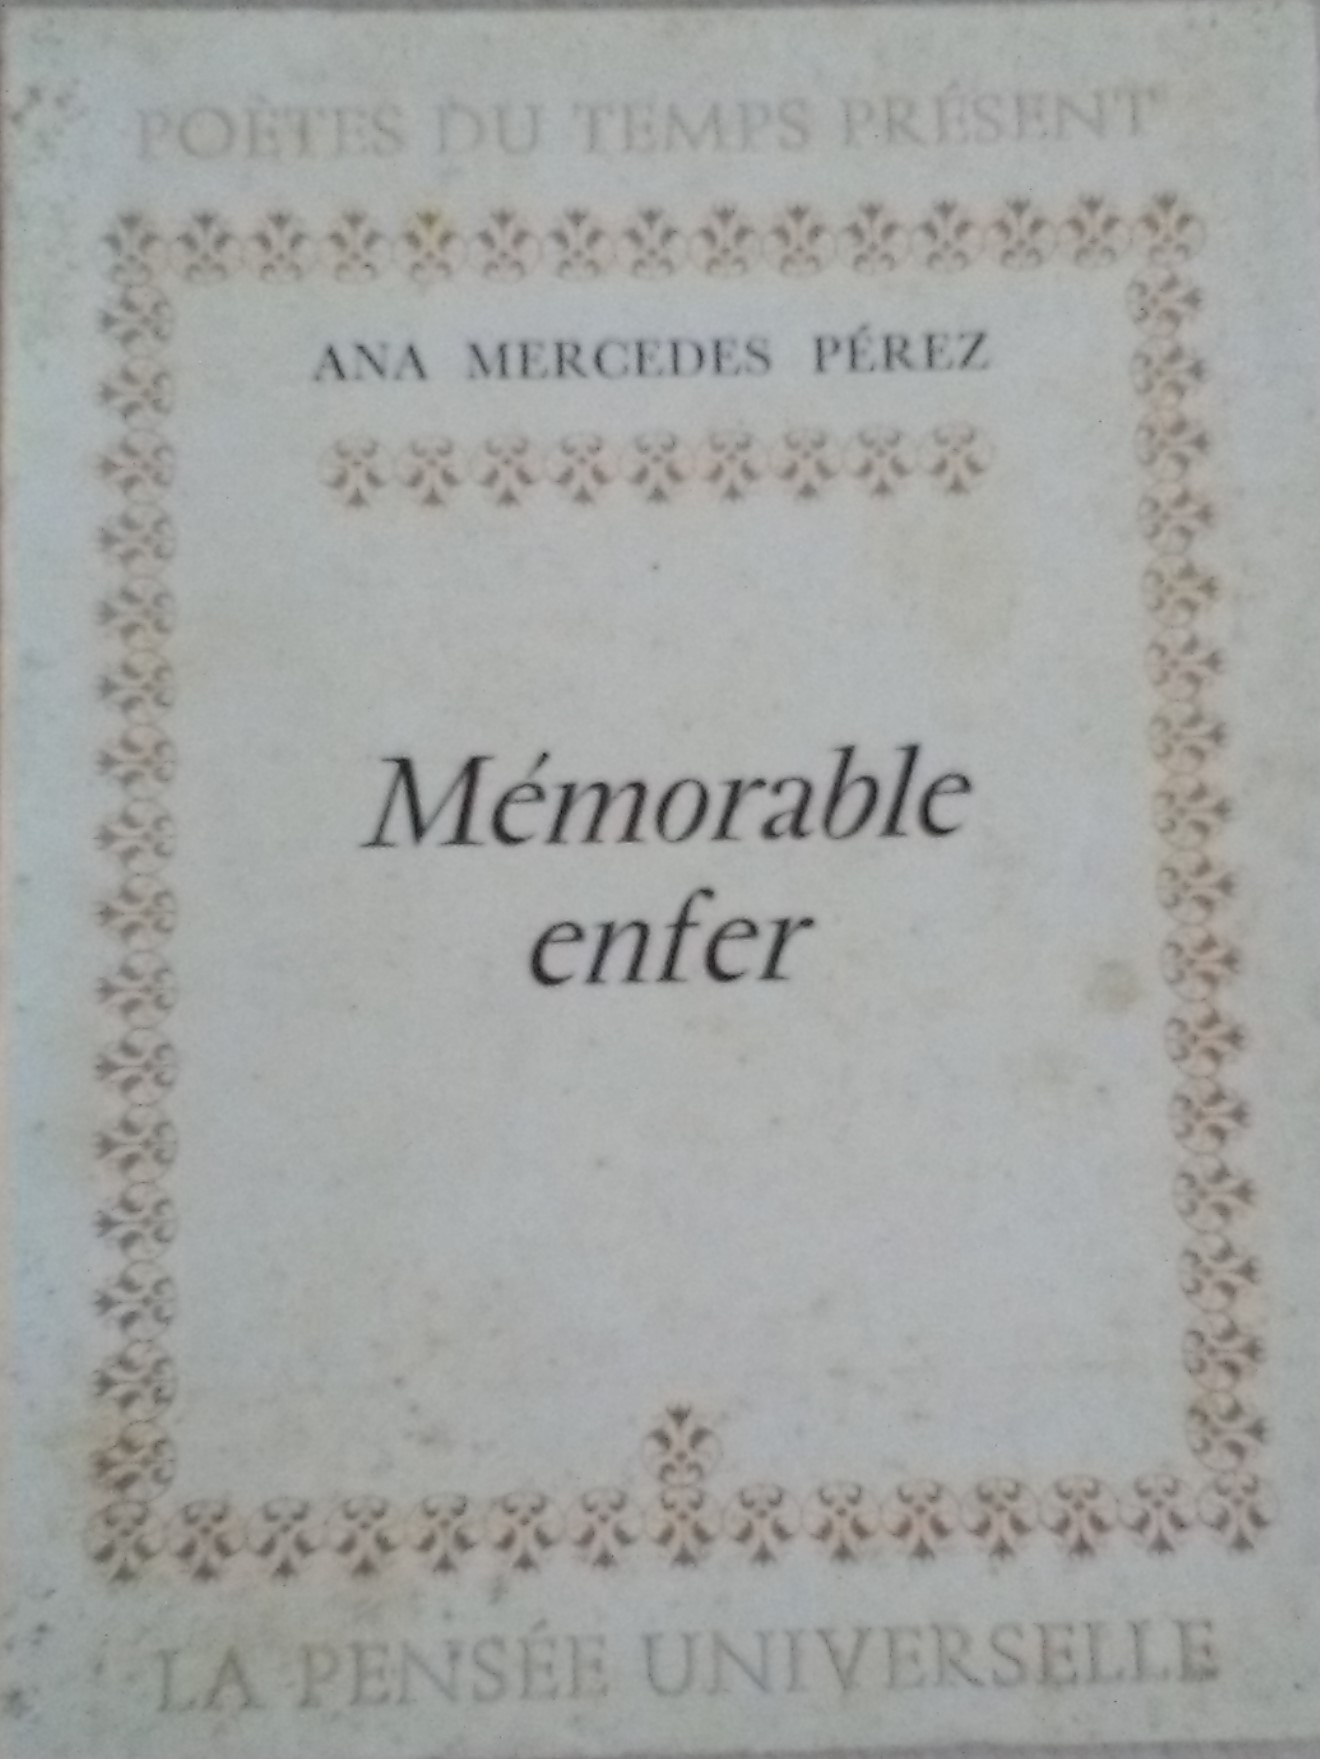 POÈTES DU TEMPS PRÉSENT
ANA MERCEDES PÉREZ
Mémorable
enfer
LA PENSÉE UNIVERSELLE